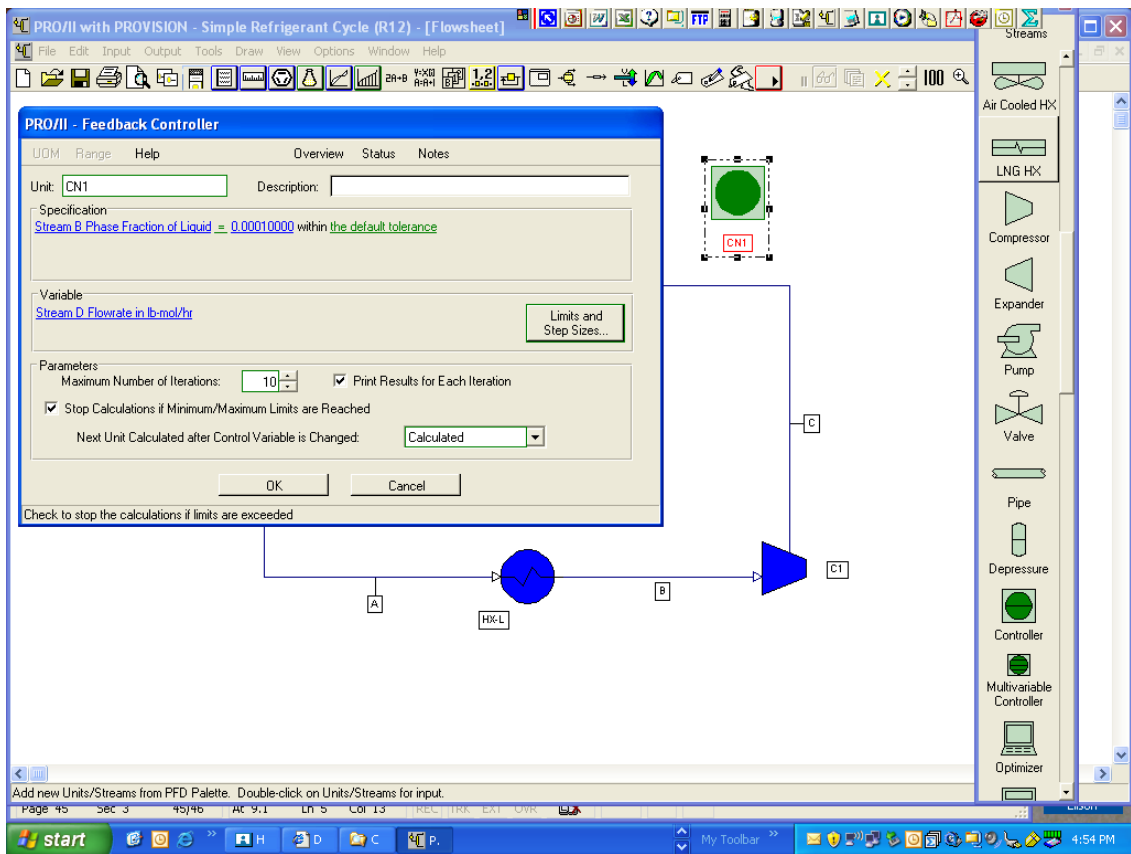 PRO/II with PROVISION - Simple Refrigerant Cycle (R12) - [Flowsheet]
FTP
Streams
File Edit Input Output Tools Draw View Options Window Help
100
Air Cooled HX
LNG HX
Compressor
Expander
Pump
Valve
Pipe
Depressure
Controller
Multivariable
Controller
Optimizer
PRO/II - Feedback Controller
UOM Range Help Overview Status Notes
Unit: CN1 Description:
Specification
Stream B Phase Fraction of Liquid = 0.00010000 within the default tolerance
Variable
Stream D Flowrate in lb-mol/hr
Limits and
Step Sizes...
Parameters
Maximum Number of Iterations: 10 Print Results for Each Iteration
Stop Calculations if Minimum/Maximum Limits are Reached
Next Unit Calculated after Control Variable is Changed: Calculated
OK Cancel
Check to stop the calculations if limits are exceeded
CN1
C
A
HX-L
B
C1
Add new Units/Streams from PFD Palette. Double-click on Units/Streams for input.
Page 45 Sec 3 45/46 At 9.1" Ln 5 Col 13 REC TRK EXT OVR
start H D C P. My Toolbar 4:54 PM